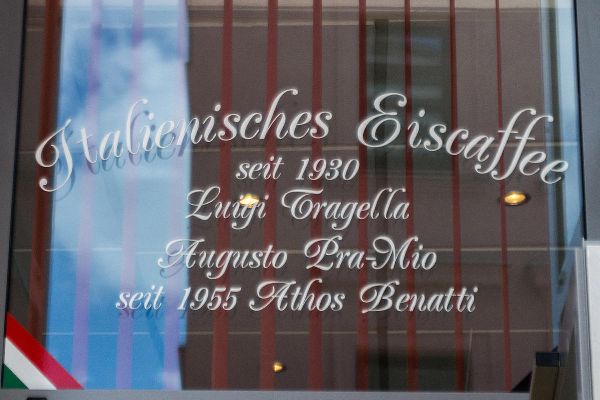 Italienisches Eiscaffee
seit 1930
Luigi Tragella
Augusto Pra-Mio
seit 1955 Athos Benatti